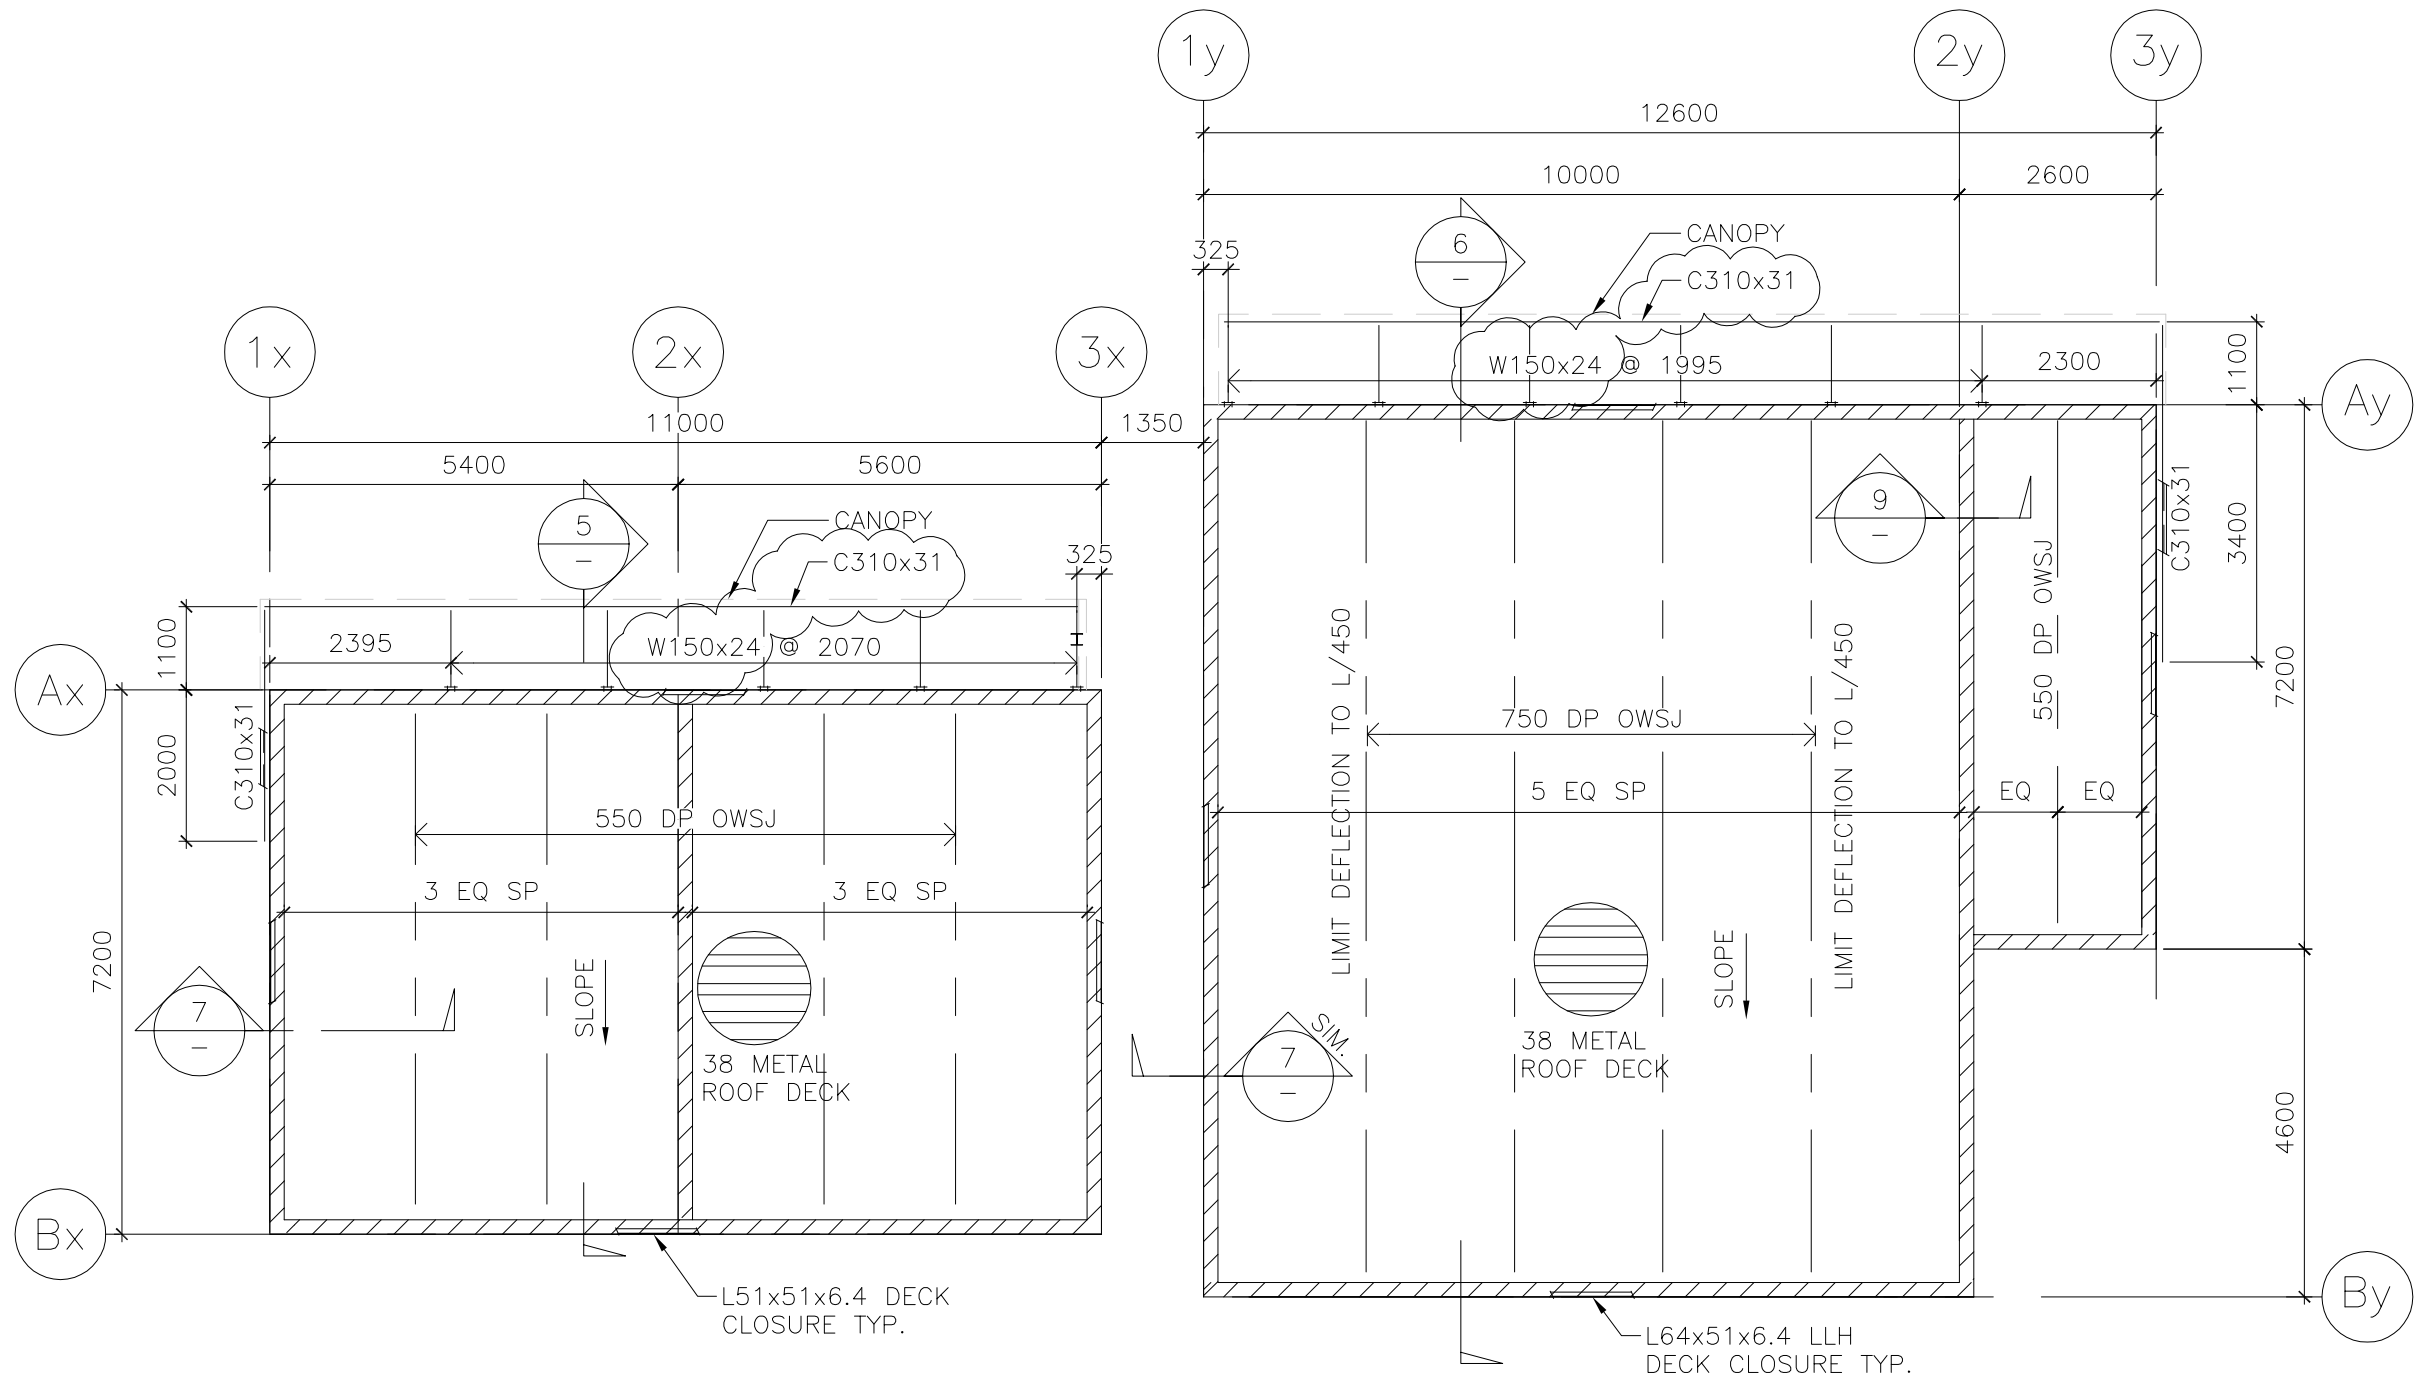 1y
2y
3y
12600
10000
2600
325
6
–
CANOPY
C310x31
W150x24 @ 1995
2300
1100
Ay
1x
2x
3x
11000
1350
5400
5600
5
–
CANOPY
C310x31
325
2395
W150x24 @ 2070
1100
Ax
C310x31
2000
550 DP OWSJ
3 EQ SP
3 EQ SP
7200
7
–
SLOPE
38 METAL
ROOF DECK
Bx
L51x51x6.4 DECK
CLOSURE TYP.
9
–
C310x31
3400
550 DP OWSJ
7200
LIMIT DEFLECTION TO L/450
750 DP OWSJ
LIMIT DEFLECTION TO L/450
5 EQ SP
EQ
EQ
SLOPE
38 METAL
ROOF DECK
7
–
SIM.
4600
By
L64x51x6.4 LLH
DECK CLOSURE TYP.